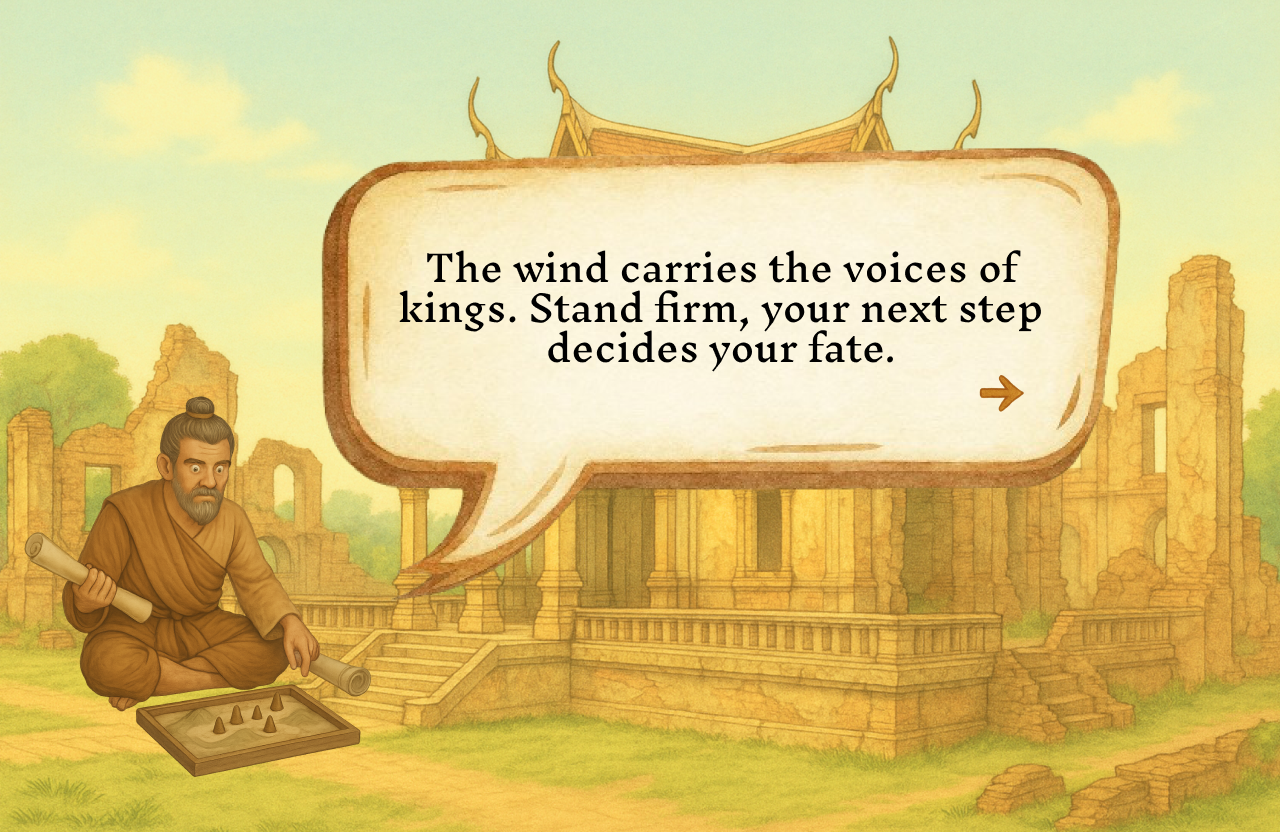 The wind carries the voices of
kings. Stand firm, your next step
decides your fate.